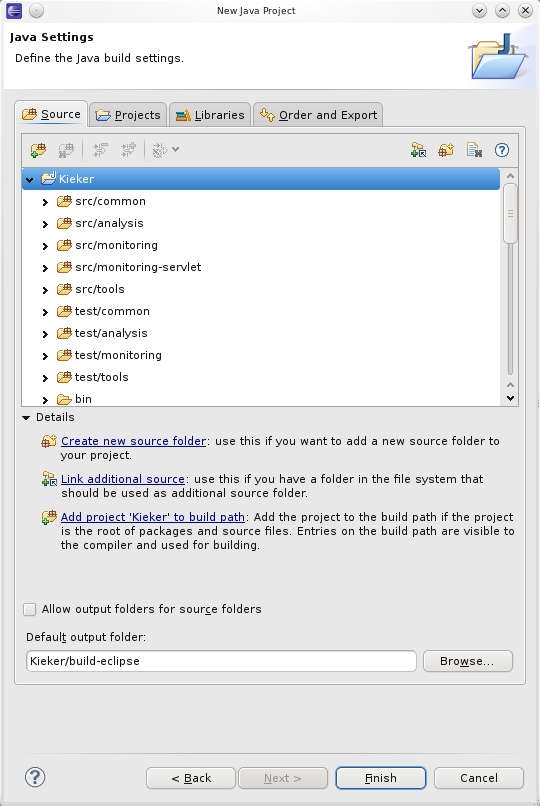 New Java Project
Java Settings
Define the Java build settings.
Source
Projects
Libraries
Order and Export
Kieker
src/common
src/analysis
src/monitoring
src/monitoring-servlet
src/tools
test/common
test/analysis
test/monitoring
test/tools
bin
Details
Create new source folder: use this if you want to add a new source folder to
your project.
Link additional source: use this if you have a folder in the file system that
should be used as additional source folder.
Add project 'Kieker' to build path: Add the project to the build path if the project
is the root of packages and source files. Entries on the build path are visible to
the compiler and used for building.
Allow output folders for source folders
Default output folder:
Kieker/build-eclipse
Browse...
< Back
Next >
Finish
Cancel